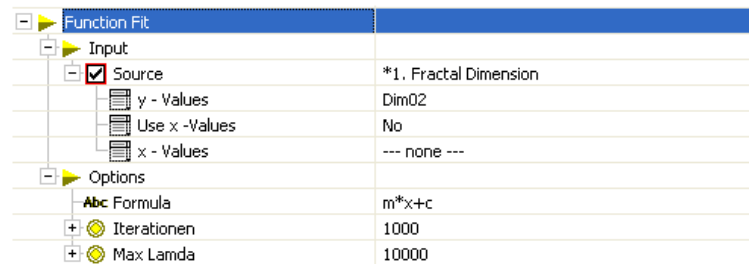 Function Fit
Input
Source *1. Fractal Dimension
y - Values Dim02
Use x -Values No
x - Values --- none ---
Options
Abc Formula m*x+c
Iterationen 1000
Max Lamda 10000